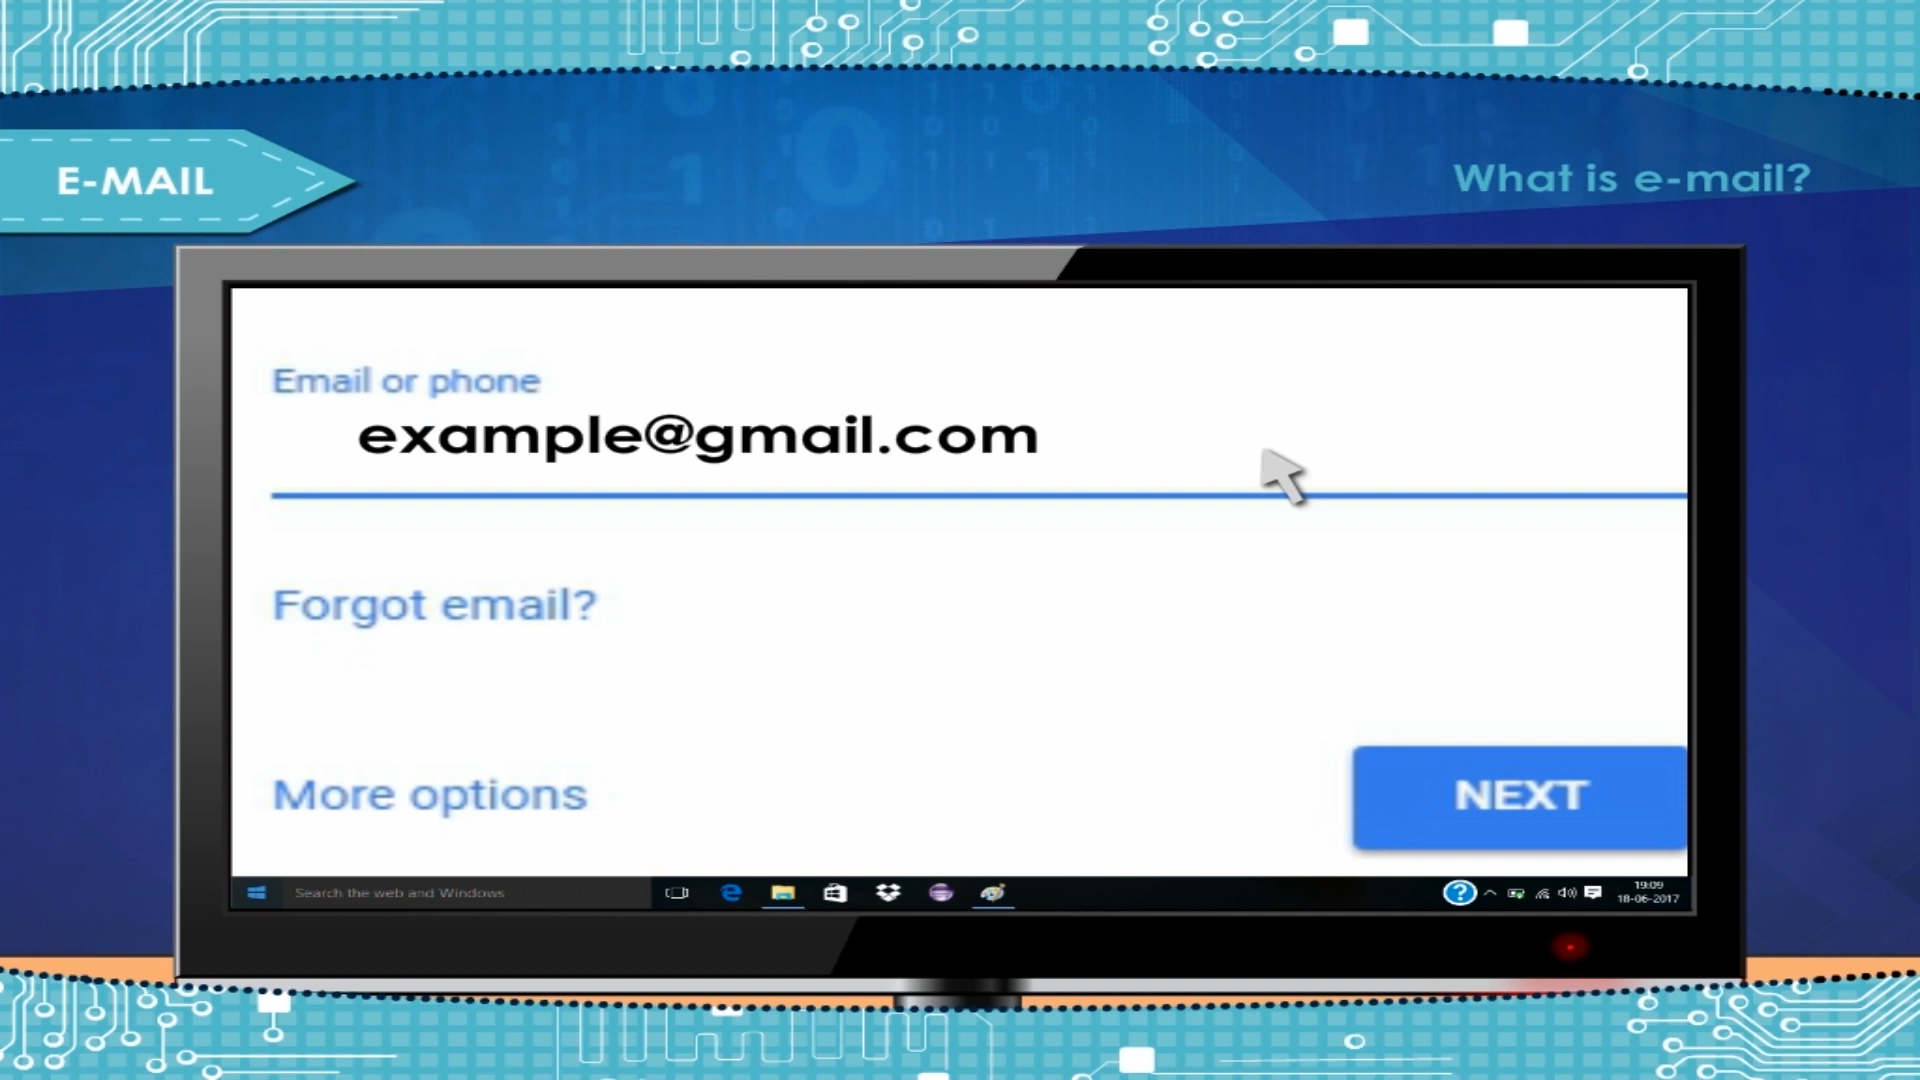 E-MAIL
What is e-mail?
Email or phone
example@gmail.com
Forgot email?
More options
NEXT
Search the web and Windows
19:09
18-06-2017